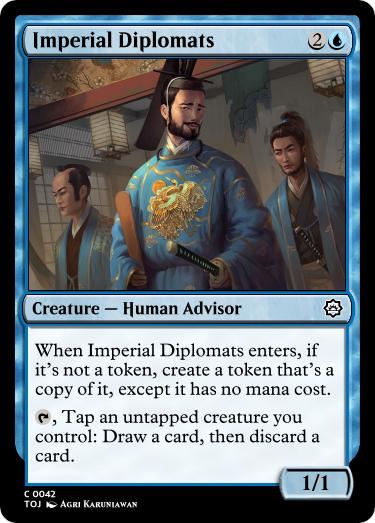 Imperial Diplomats 2
Creature — Human Advisor
When Imperial Diplomats enters, if
it's not a token, create a token that's a
copy of it, except it has no mana cost.
, Tap an untapped creature you
control: Draw a card, then discard a
card.
1/1
C 0042
TOJ AGRI KARUNIAWAN